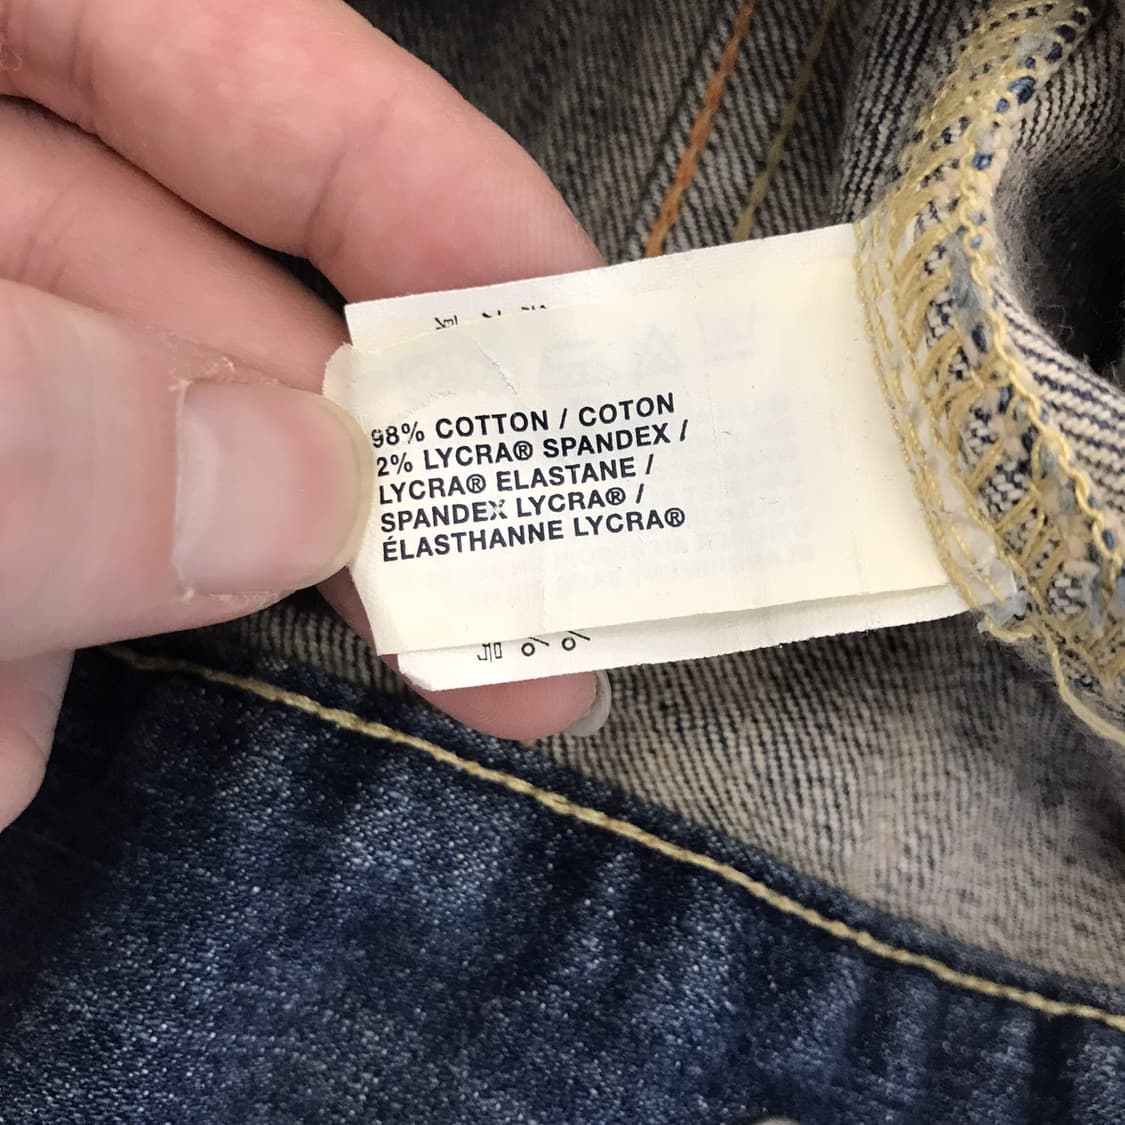 98% COTTON / COTON
2% LYCRA® SPANDEX /
LYCRA® ELASTANE /
SPANDEX LYCRA® /
ÉLASTHANNE LYCRA®